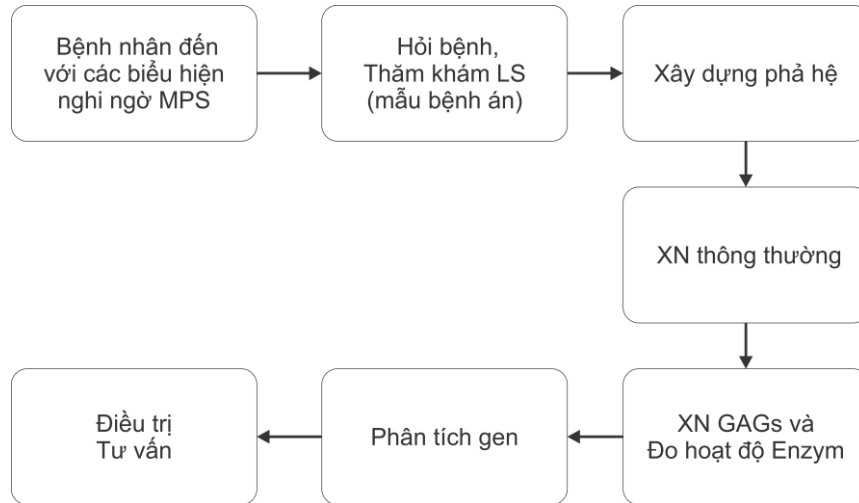 Bệnh nhân đến
với các biểu hiện
nghi ngờ MPS
Hỏi bệnh,
Thăm khám LS
(mẫu bệnh án)
Xây dựng phả hệ
XN thông thường
XN GAGs và
Đo hoạt độ Enzym
Phân tích gen
Điều trị
Tư vấn